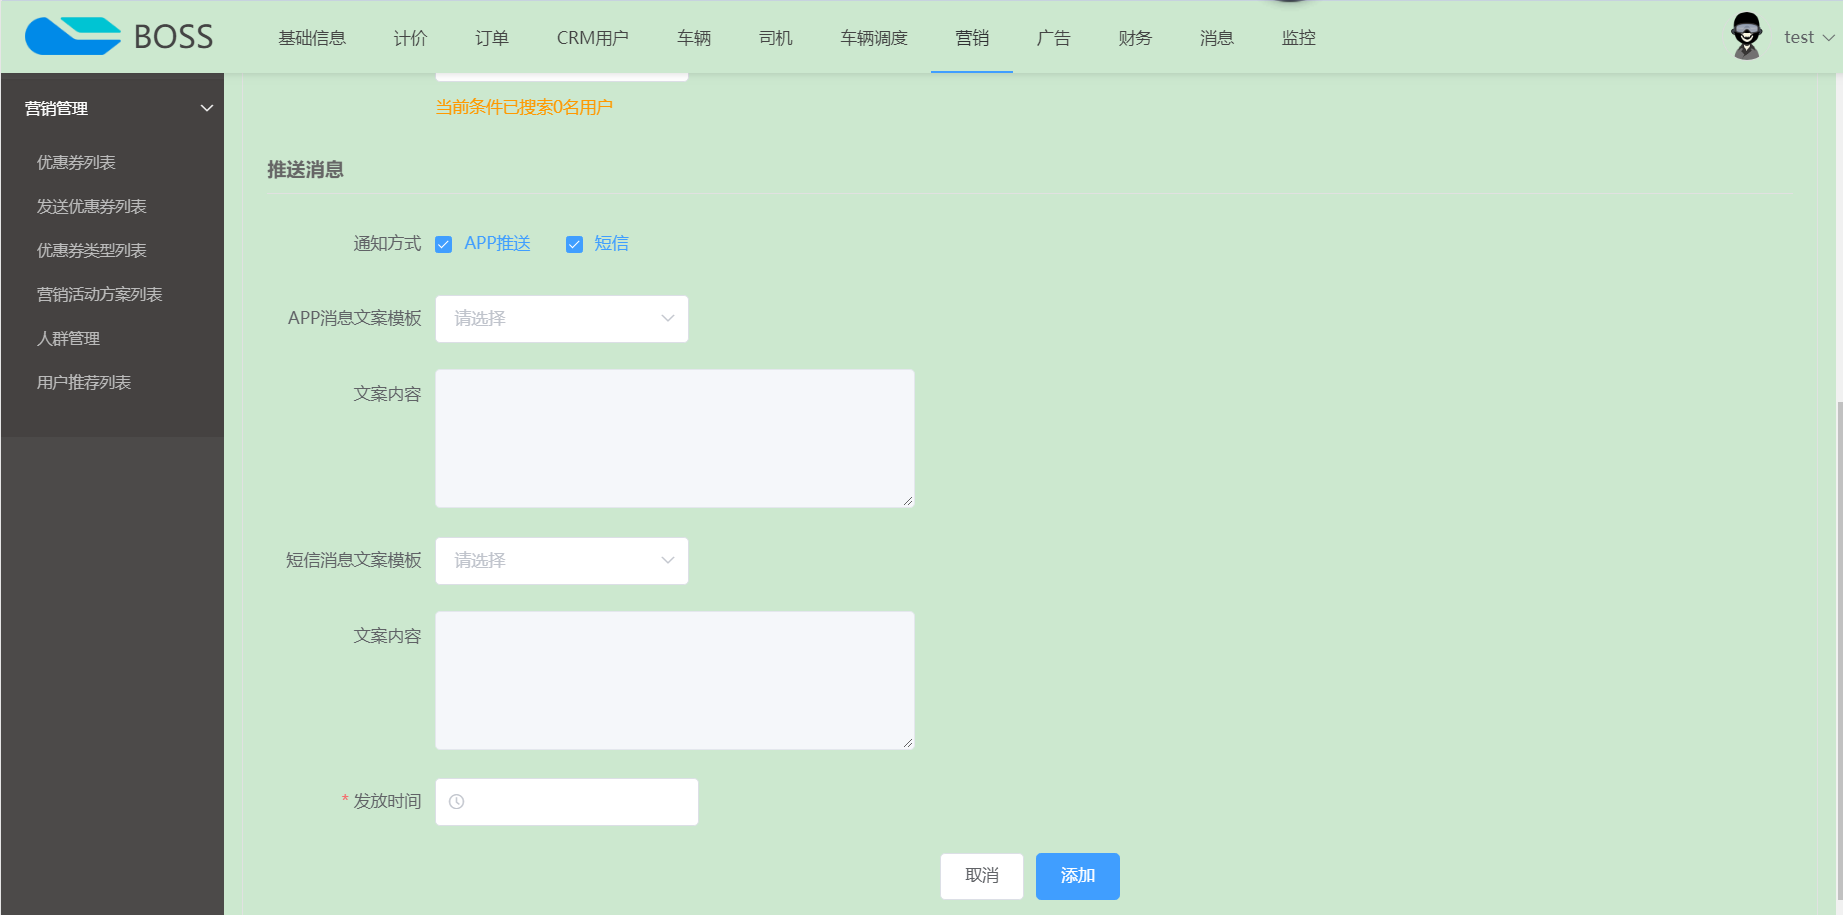 BOSS 基础信息 计价 订单 CRM用户 车辆 司机 车辆调度 营销 广告 财务 消息 监控 test
营销管理
优惠券列表
发送优惠券列表
优惠券类型列表
营销活动方案列表
人群管理
用户推荐列表
当前条件已搜索0名用户
推送消息
通知方式 APP推送 短信
APP消息文案模板 请选择
文案内容
短信消息文案模板 请选择
文案内容
* 发放时间
取消 添加